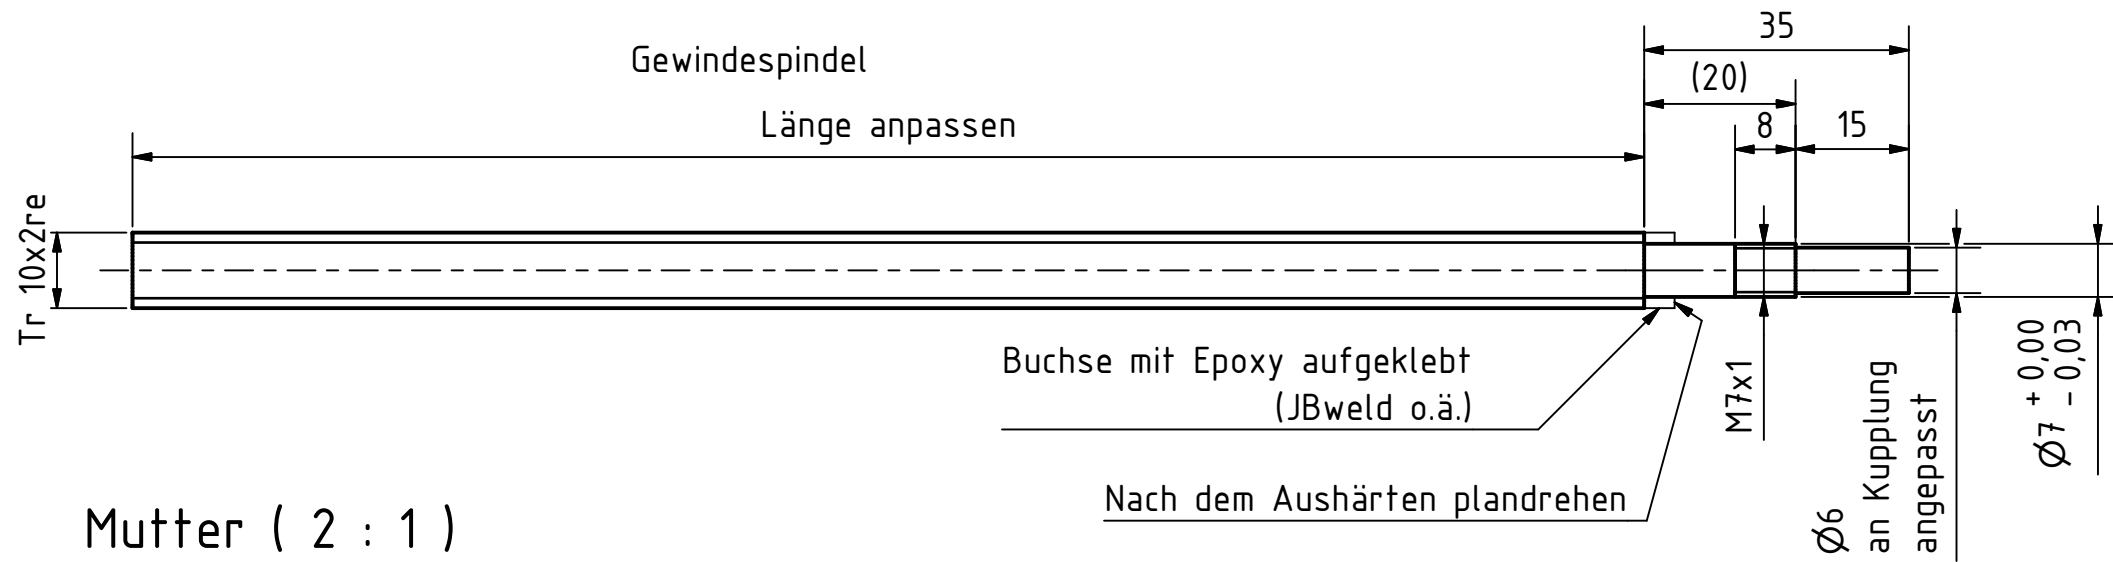 35
Gewindespindel
(20)
Länge anpassen
8
15
Tr 10x2re
Buchse mit Epoxy aufgeklebt
(JBweld o.ä.)
M7x1
Ø6
an Kupplung
angepasst
Ø7 +0,00
-0,03
Nach dem Aushärten plandrehen
Mutter ( 2 : 1 )